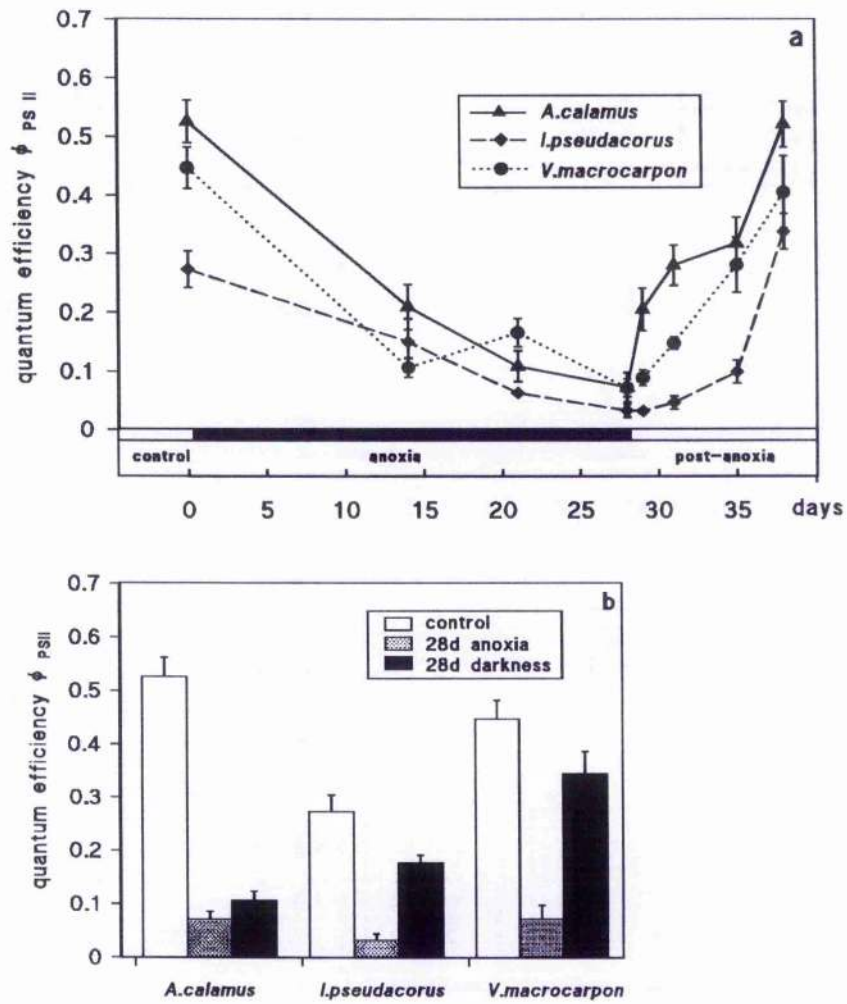 0.7
a
0.6
A.calamus
I.pseudacorus
V.macrocarpon
0.5
0.4
0.3
0.2
0.1
0
quantum efficiency ϕ PS II
control anoxia post-anoxia
0 5 10 15 20 25 30 35 days
0.7
b
control
28d anoxia
28d darkness
0.6
0.5
0.4
0.3
0.2
0.1
0
quantum efficiency ϕ PSII
A.calamus I.pseudacorus V.macrocarpon